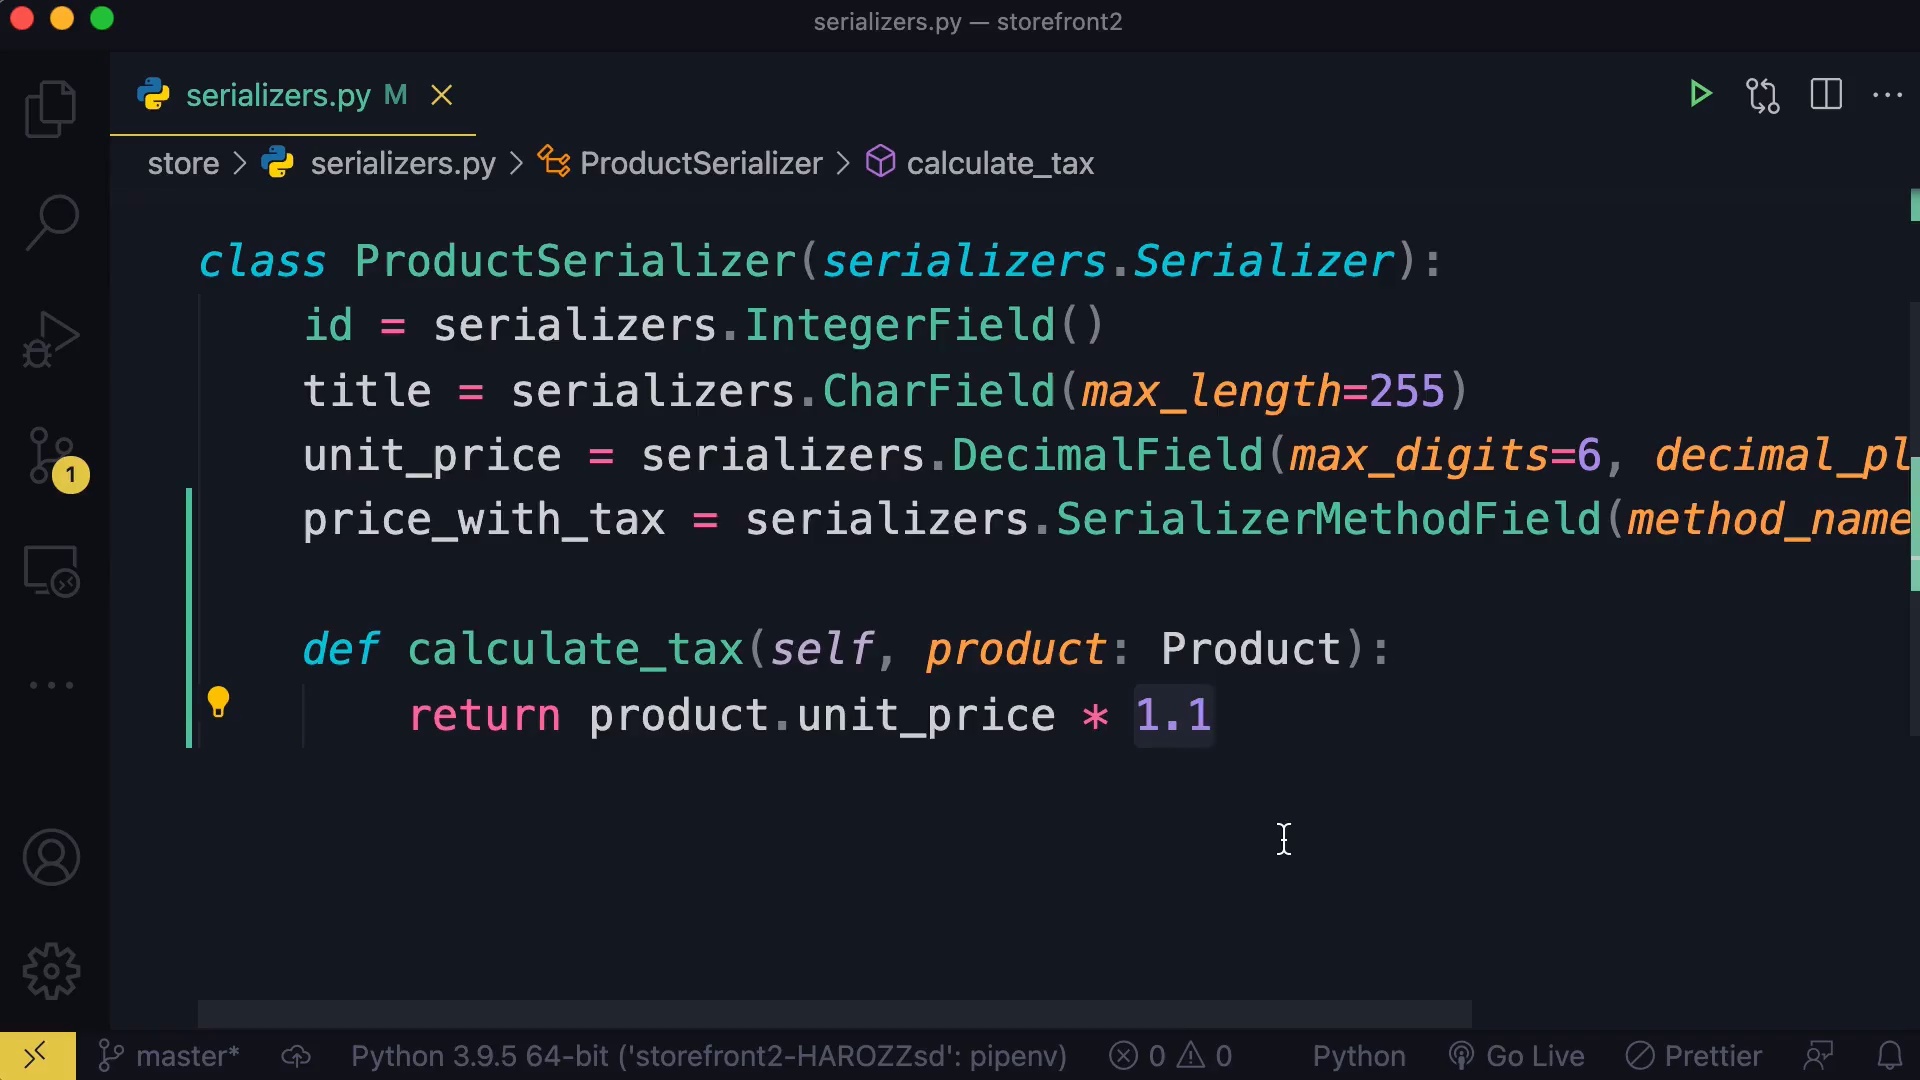 serializers.py — storefront2
serializers.py M
store > serializers.py > ProductSerializer > calculate_tax
class ProductSerializer(serializers.Serializer):
id = serializers.IntegerField()
title = serializers.CharField(max_length=255)
unit_price = serializers.DecimalField(max_digits=6, decimal_pl
price_with_tax = serializers.SerializerMethodField(method_name
def calculate_tax(self, product: Product):
return product.unit_price * 1.1
1
master* Python 3.9.5 64-bit ('storefront2-HAROZZsd': pipenv) 0 0 Python Go Live Prettier